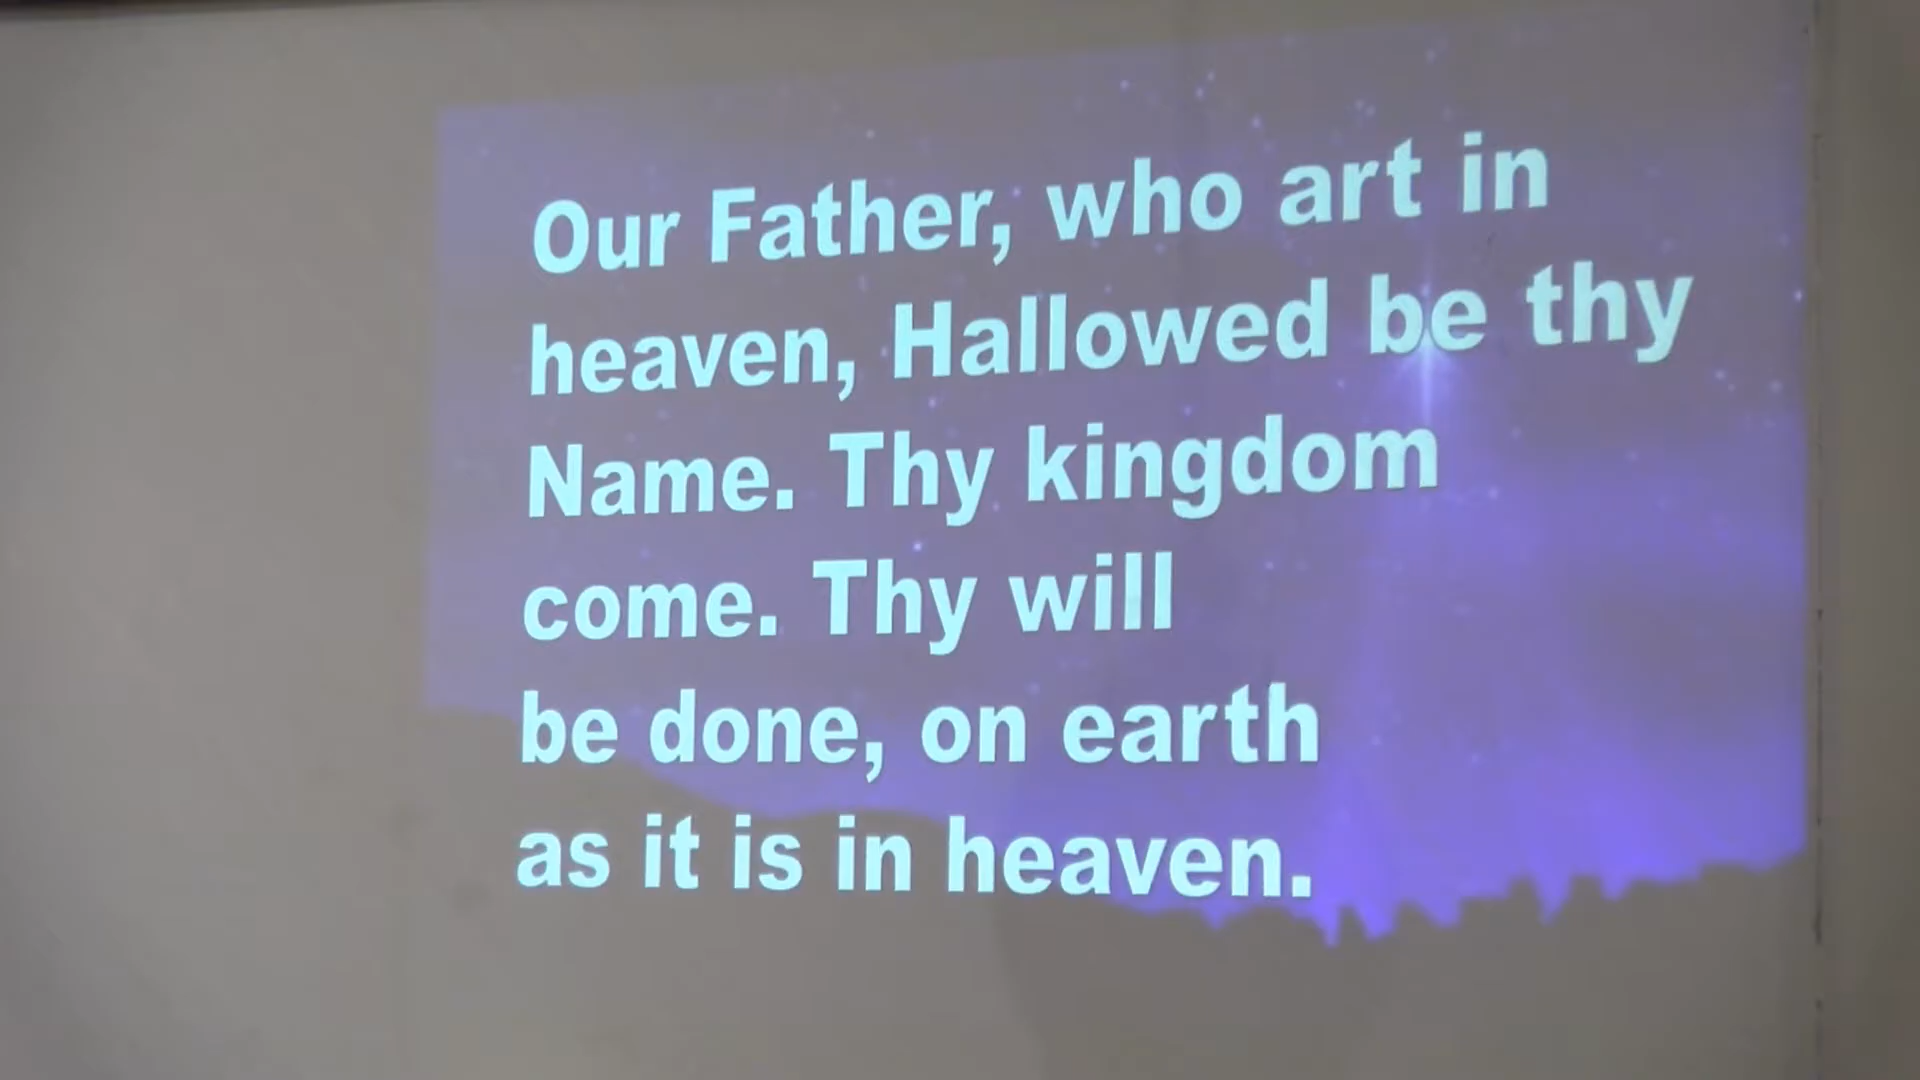 Our Father, who art in
heaven, Hallowed be thy
Name. Thy kingdom
come. Thy will
be done, on earth
as it is in heaven.